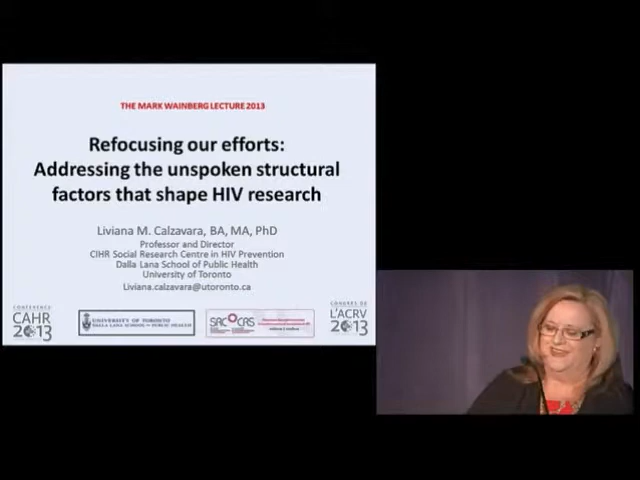 THE MARK WAINBERG LECTURE 2013
Refocusing our efforts:
Addressing the unspoken structural
factors that shape HIV research
Liviana M. Calzavara, BA, MA, PhD
Professor and Director
CIHR Social Research Centre in HIV Prevention
Dalla Lana School of Public Health
University of Toronto
Liviana.calzavara@utoronto.ca
CONFERENCE
CAHR
2013
UNIVERSITY OF TORONTO
DALLA LANA SCHOOL OF PUBLIC HEALTH
CONGRÈS DE
L'ACRV
2013